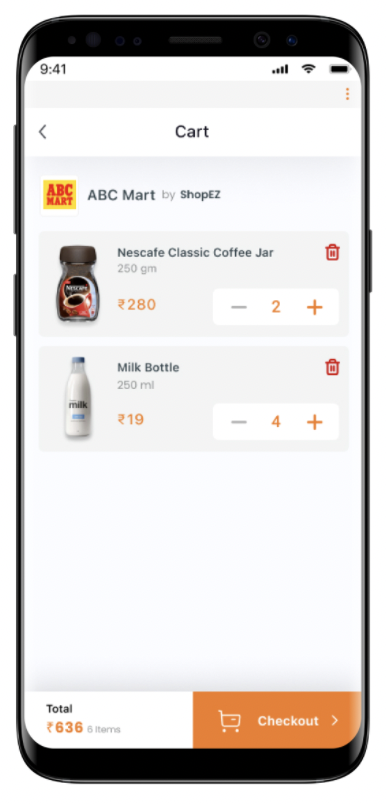 9:41
Cart
ABC
MART
ABC Mart by ShopEZ
Nescafe Classic Coffee Jar
250 gm
NESCAFE
₹280
2
Milk Bottle
250 ml
milk
₹19
4
Total
₹636 6 Items
Checkout